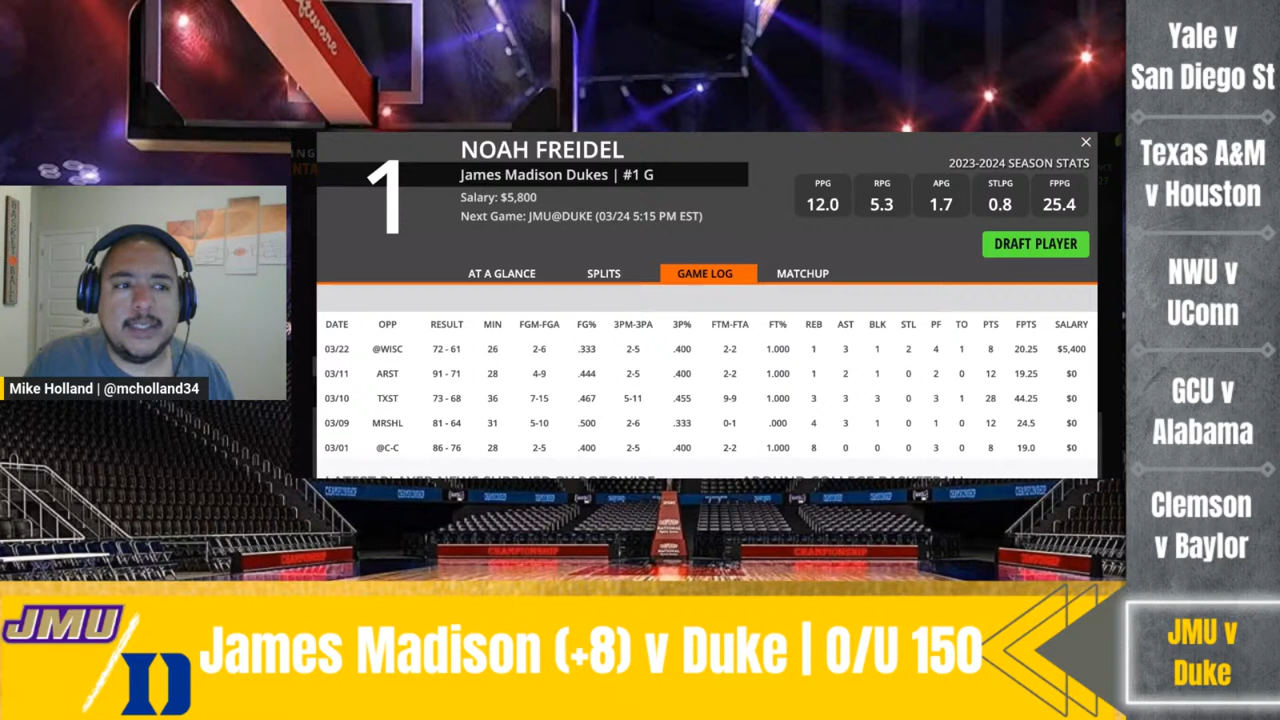 NOAH FREIDEL
James Madison Dukes | #1 G
1
Salary: $5,800
Next Game: JMU@DUKE (03/24 5:15 PM EST)
2023-2024 SEASON STATS
PPG RPG APG STLPG FPPG
12.0 5.3 1.7 0.8 25.4
DRAFT PLAYER
AT A GLANCE SPLITS GAME LOG MATCHUP
DATE OPP RESULT MIN FGM-FGA FG% 3PM-3PA 3P% FTM-FTA FT% REB AST BLK STL PF TO PTS FPTS SALARY
03/22 @WISC 72 - 61 26 2-6 .333 2-5 .400 2-2 1.000 1 3 1 2 4 1 8 20.25 $5,400
03/11 ARST 91 - 71 28 4-9 .444 2-5 .400 2-2 1.000 1 2 1 0 2 0 12 19.25 $0
03/10 TXST 73 - 68 36 7-15 .467 5-11 .455 9-9 1.000 3 3 3 0 3 1 28 44.25 $0
03/09 MRSHL 81 - 64 31 5-10 .500 2-6 .333 0-1 .000 4 3 1 0 1 0 12 24.5 $0
03/01 @C-C 86 - 76 28 2-5 .400 2-5 .400 2-2 1.000 8 0 0 0 3 0 8 19.0 $0
Mike Holland | @mcholland34
CHAMPIONSHIP
CHAMPIONSHIP
JMU
D
James Madison (+8) v Duke | O/U 150
Yale v
San Diego St
Texas A&M
v Houston
NWU v
UConn
GCU v
Alabama
Clemson
v Baylor
JMU v
Duke